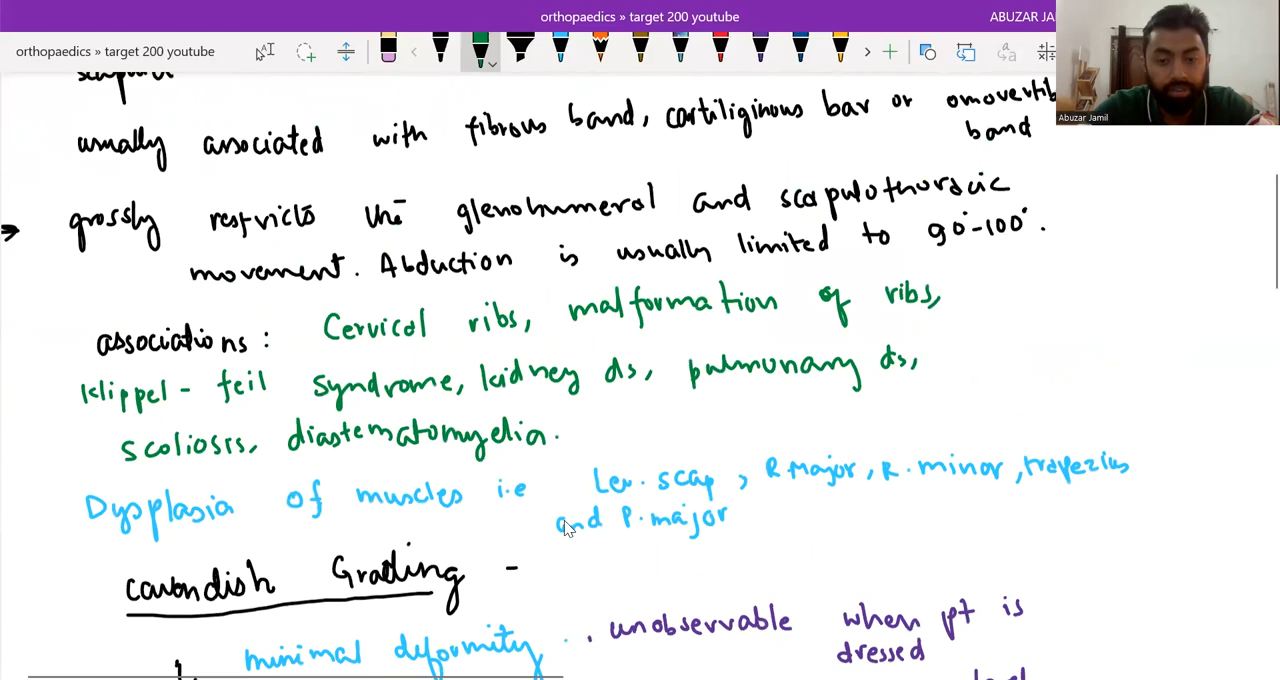 orthopaedics » target 200 youtube
ABUZAR JA
orthopaedics » target 200 youtube
Abuzar Jamil
usually associated with fibrous band, cartiliginous bar or omovertib
band
grossly restricts the glenohumeral and scapulothoracic
movement. Abduction is usually limited to 90°-100°.
associations: Cervical ribs, malformation of ribs,
Klippel - feil syndrome, kidney ds, pulmunary ds,
scoliosis, diastematomyelia.
Dysplasia of muscles i.e Lev. scap, R Major, R. minor, trapezius
and P. major
cavendish Grading -
1 minimal deformity. . unobservable when pt is
dressed